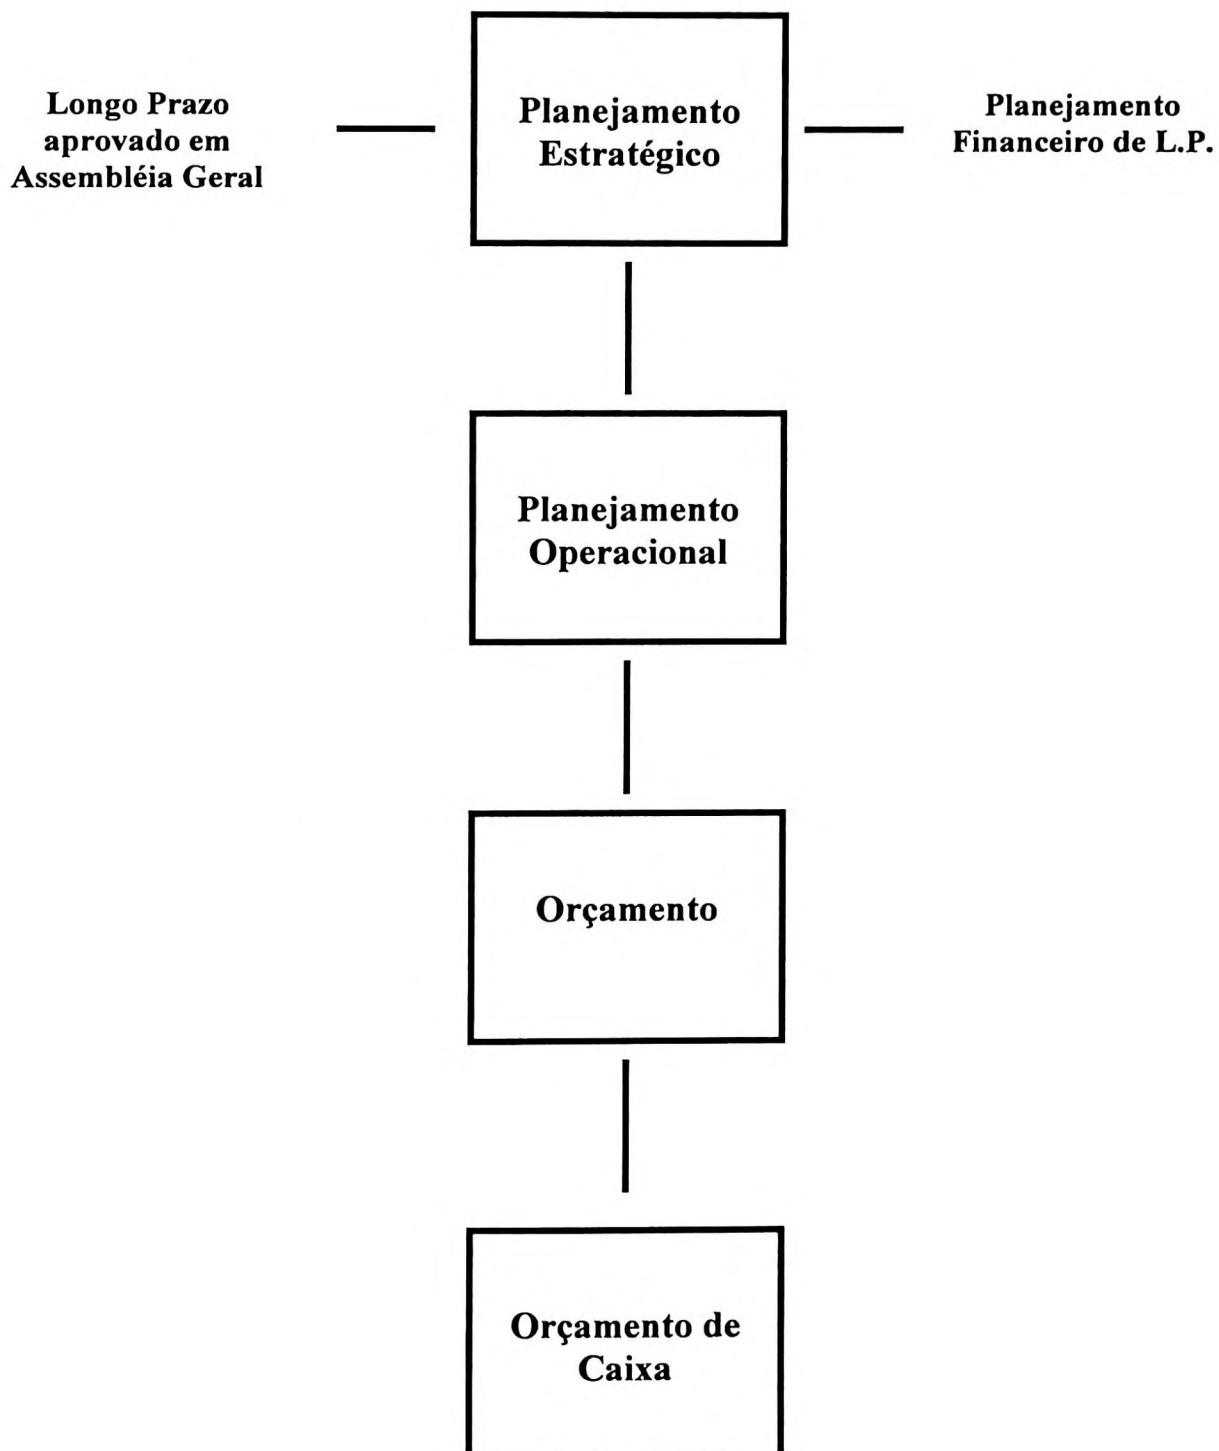 Longo Prazo
aprovado em
Assembléia Geral
Planejamento
Estratégico
Planejamento
Financeiro de L.P.
Planejamento
Operacional
Orçamento
Orçamento de
Caixa